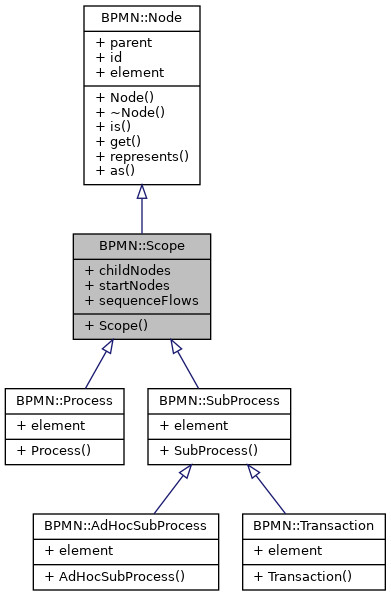 BPMN::Node
+ parent
+ id
+ element
+ Node()
+ ~Node()
+ is()
+ get()
+ represents()
+ as()
BPMN::Scope
+ childNodes
+ startNodes
+ sequenceFlows
+ Scope()
BPMN::Process
+ element
+ Process()
BPMN::SubProcess
+ element
+ SubProcess()
BPMN::AdHocSubProcess
+ element
+ AdHocSubProcess()
BPMN::Transaction
+ element
+ Transaction()